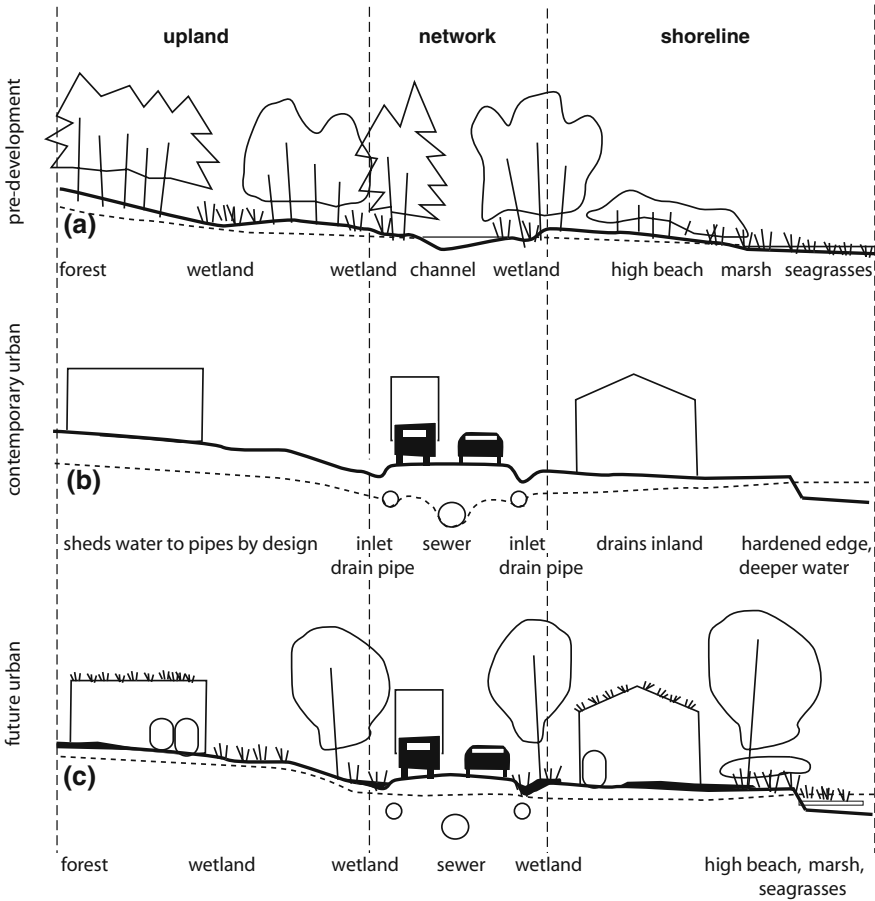 upland network shoreline
pre-development
(a)
forest wetland wetland channel wetland high beach marsh seagrasses
contemporary urban
(b)
sheds water to pipes by design inlet sewer inlet drains inland hardened edge,
drain pipe drain pipe deeper water
future urban
(c)
forest wetland wetland sewer wetland high beach, marsh,
seagrasses